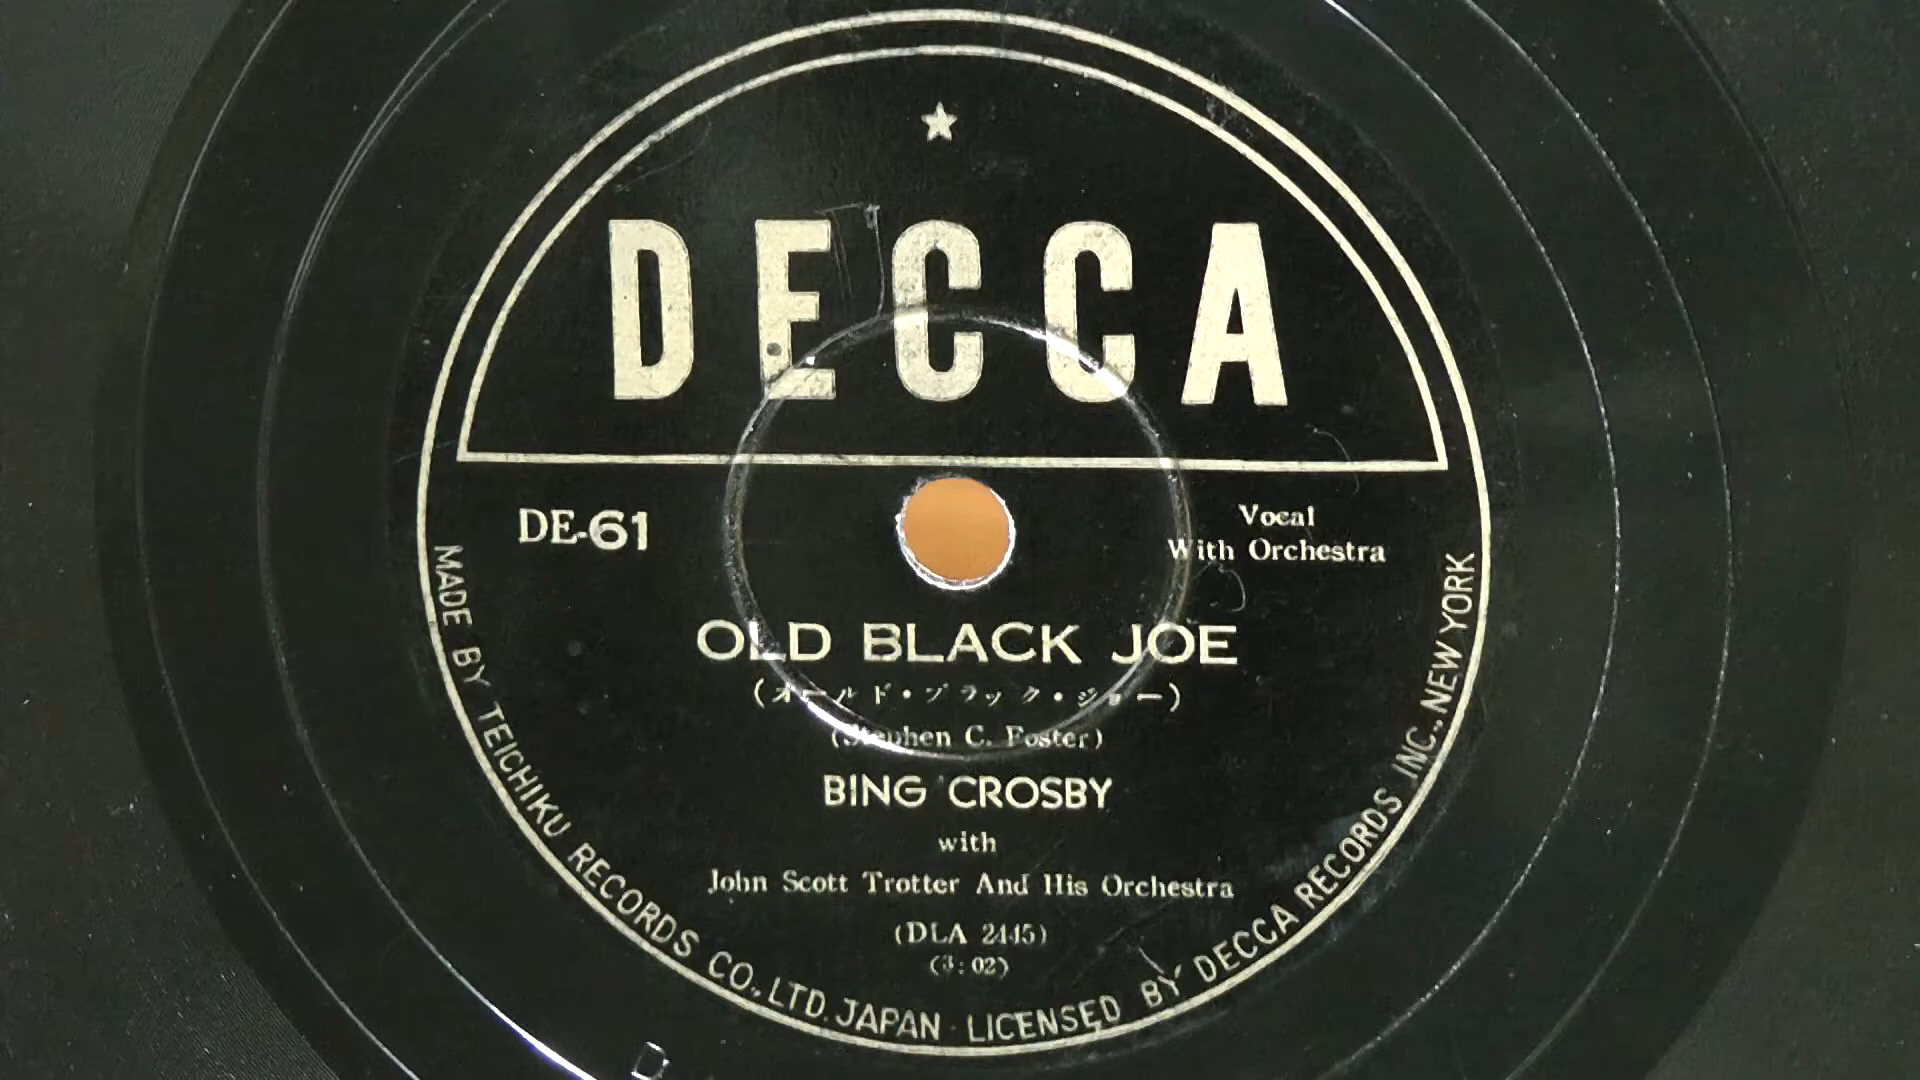 DECCA
DE-61
Vocal
With Orchestra
OLD BLACK JOE
(オールド・ブラック・ジョー)
(Stephen C. Foster)
BING CROSBY
with
John Scott Trotter And His Orchestra
(DLA 2445)
(3:02)
MADE BY TEICHIKU RECORDS CO., LTD. JAPAN · LICENSED BY DECCA RECORDS INC., NEW YORK